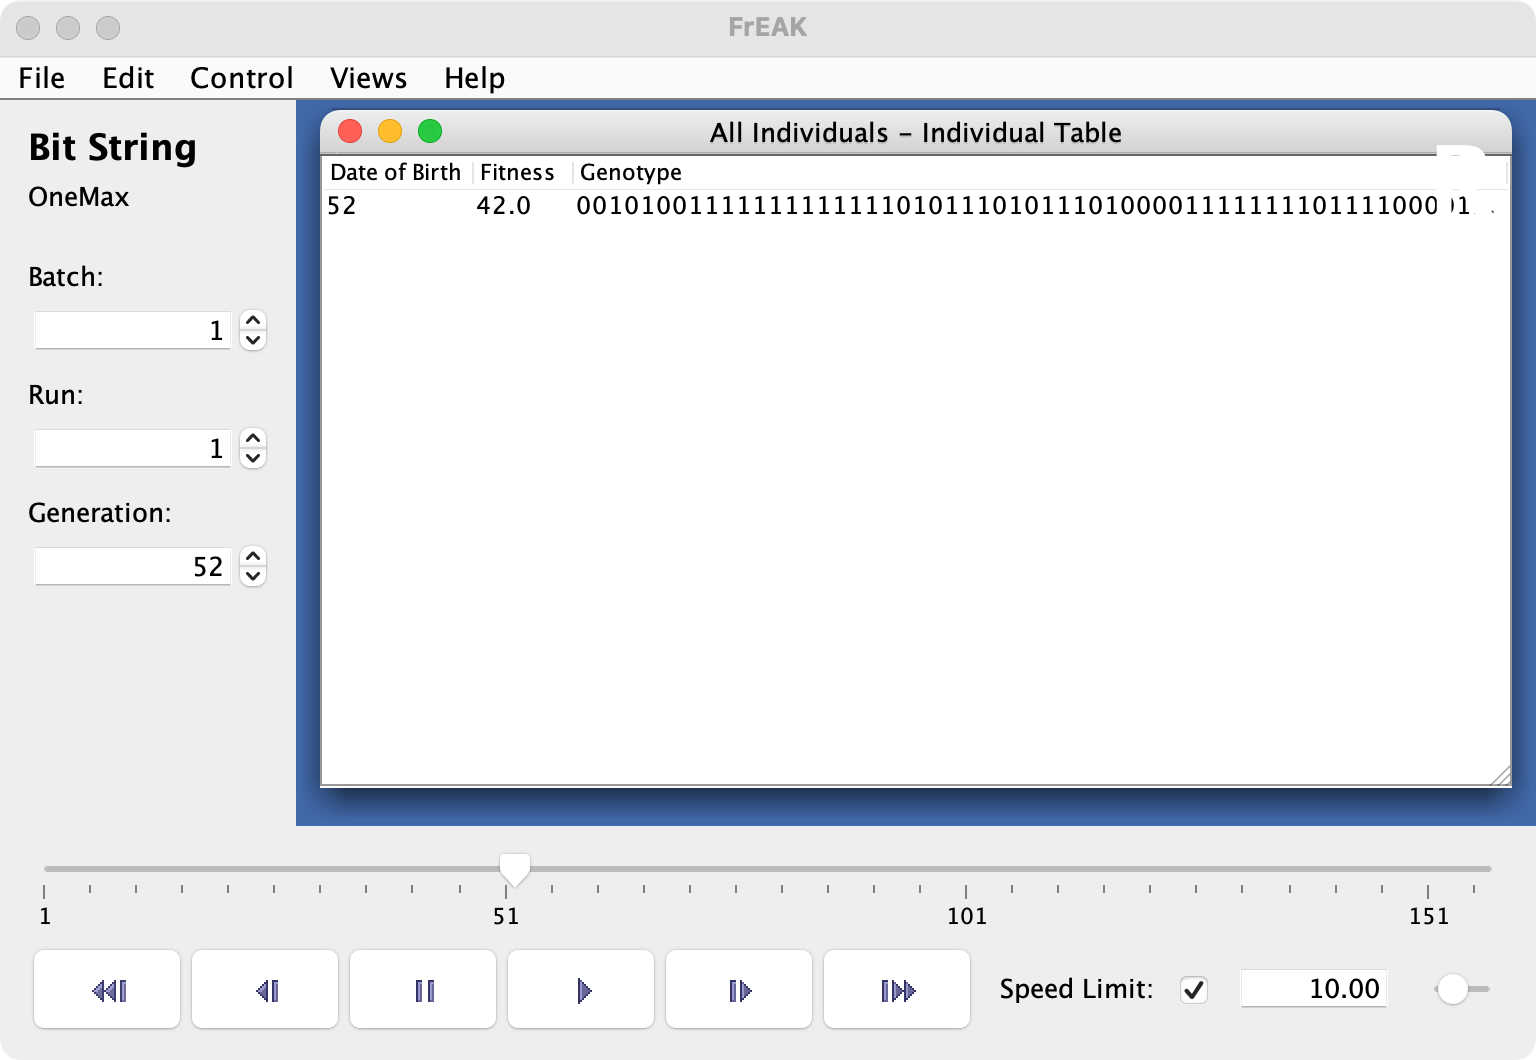 FrEAK
File Edit Control Views Help
Bit String
OneMax
Batch:
1
Run:
1
Generation:
52
All Individuals – Individual Table
Date of Birth Fitness Genotype
52 42.0 001010011111111111110101110101110100001111111101111000
1 51 101 151
Speed Limit: 10.00